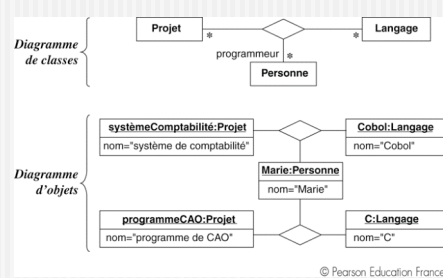 Diagramme
de classes
Projet
*
*
Langage
programmeur
*
Personne
Diagramme
d'objets
systèmeComptabilité:Projet
nom="système de comptabilité"
Cobol:Langage
nom="Cobol"
Marie:Personne
nom="Marie"
programmeCAO:Projet
nom="programme de CAO"
C:Langage
nom="C"
© Pearson Education France